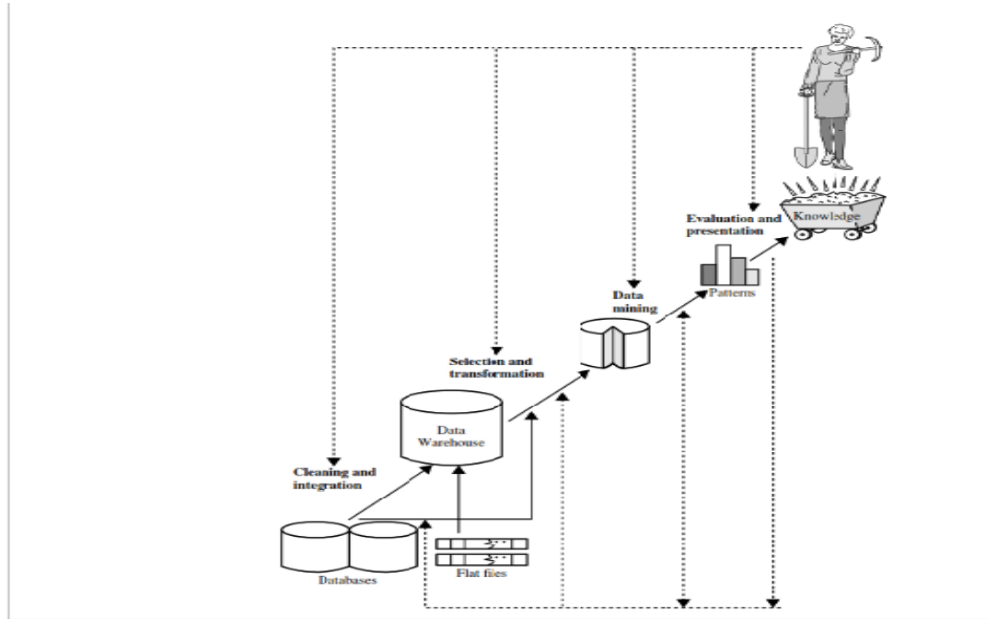 Knowledge
Evaluation and
presentation
Patterns
Data
mining
Selection and
transformation
Data
Warehouse
Cleaning and
integration
Databases
Flat files